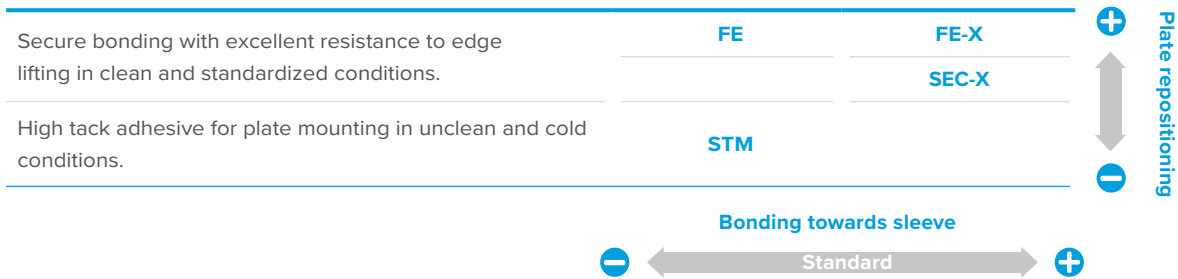 Secure bonding with excellent resistance to edge
lifting in clean and standardized conditions.
FE
FE-X
SEC-X
High tack adhesive for plate mounting in unclean and cold
conditions.
STM
Plate repositioning
Bonding towards sleeve
Standard